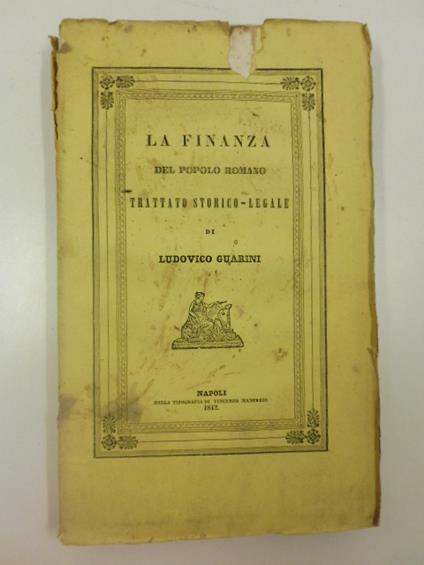 LA FINANZA
DEL POPOLO ROMANO
TRATTATO STORICO-LEGALE
DI
LUDOVICO GUARINI
NAPOLI
DALLA TIPOGRAFIA DI VINCENZO MANFREDI
1842.